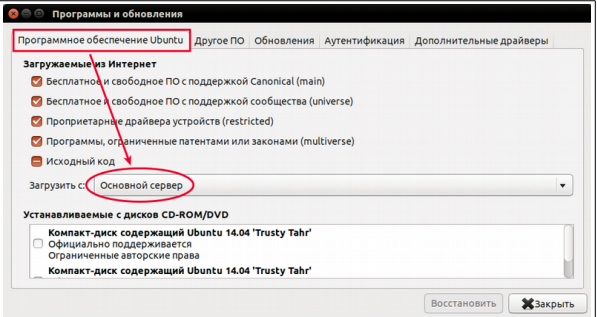 Программы и обновления
Программное обеспечение Ubuntu Другое ПО Обновления Аутентификация Дополнительные драйверы
Загружаемые из Интернет
Бесплатное и свободное ПО с поддержкой Canonical (main)
Бесплатное и свободное ПО с поддержкой сообщества (universe)
Проприетарные драйвера устройств (restricted)
Программы, ограниченные патентами или законами (multiverse)
Исходный код
Загрузить с: Основной сервер
Устанавливаемые с дисков CD-ROM/DVD
Компакт-диск содержащий Ubuntu 14.04 'Trusty Tahr'
Официально поддерживается
Ограниченные авторские права
Компакт-диск содержащий Ubuntu 14.04 'Trusty Tahr'
Восстановить Закрыть